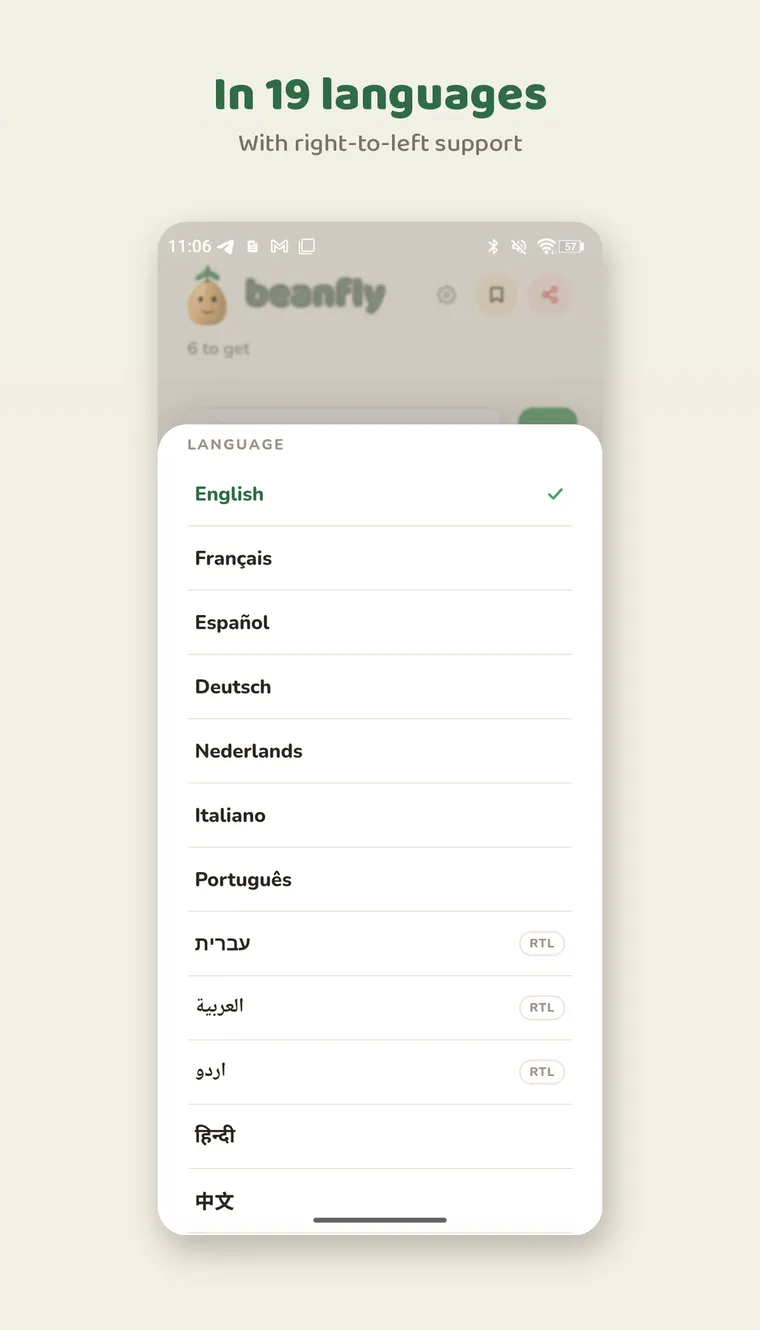 In 19 languages
With right-to-left support
11:06
57
beanfly
6 to get
LANGUAGE
English
Français
Español
Deutsch
Nederlands
Italiano
Português
עברית RTL
العربية RTL
اردو RTL
हिन्दी
中文